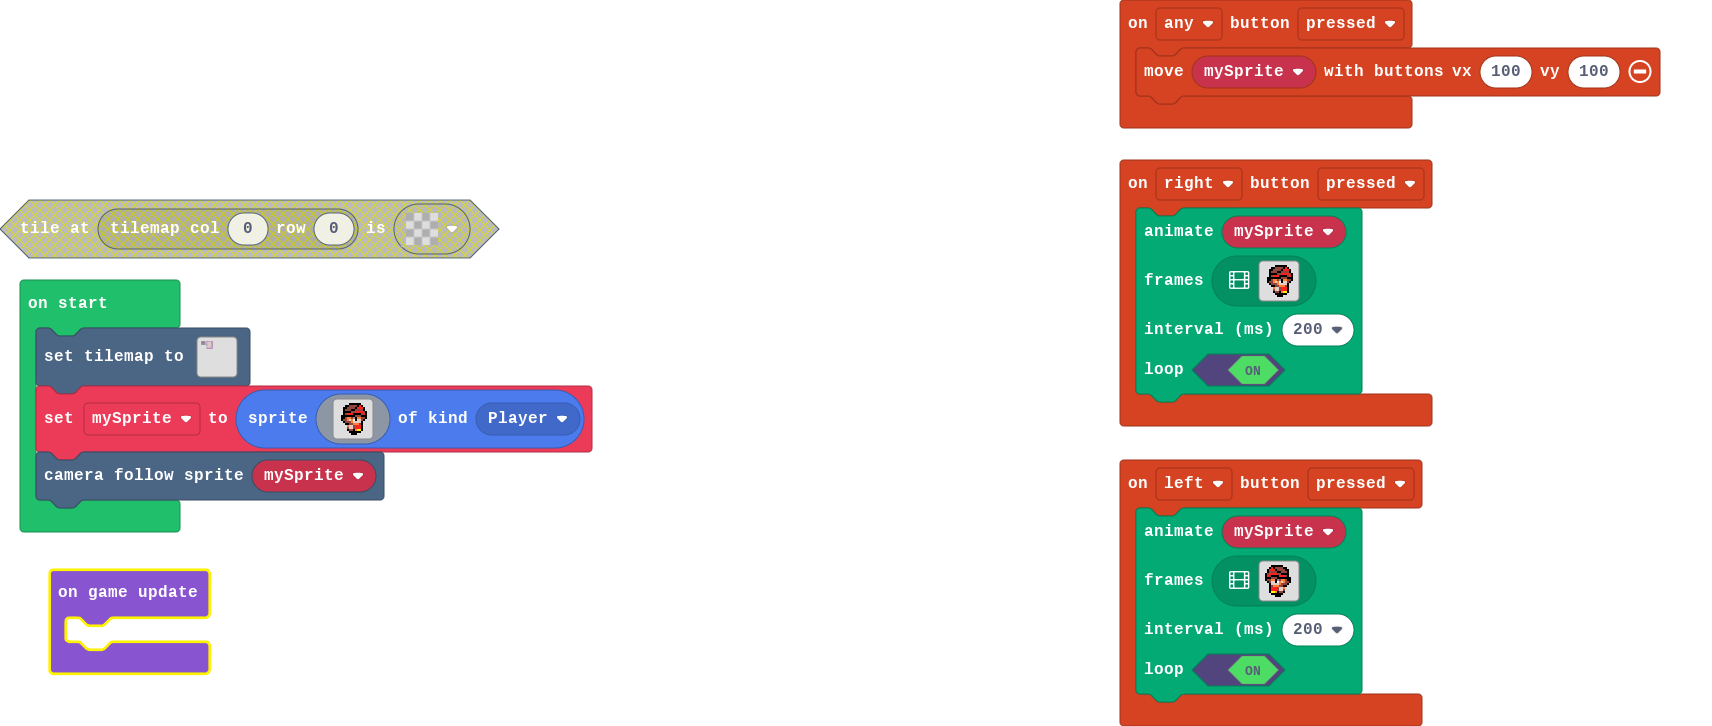 on any button pressed
move mySprite with buttons vx 100 vy 100
on right button pressed
animate mySprite
frames
interval (ms) 200
loop ON
tile at tilemap col 0 row 0 is
on start
set tilemap to
set mySprite to sprite of kind Player
camera follow sprite mySprite
on left button pressed
animate mySprite
frames
interval (ms) 200
loop ON
on game update